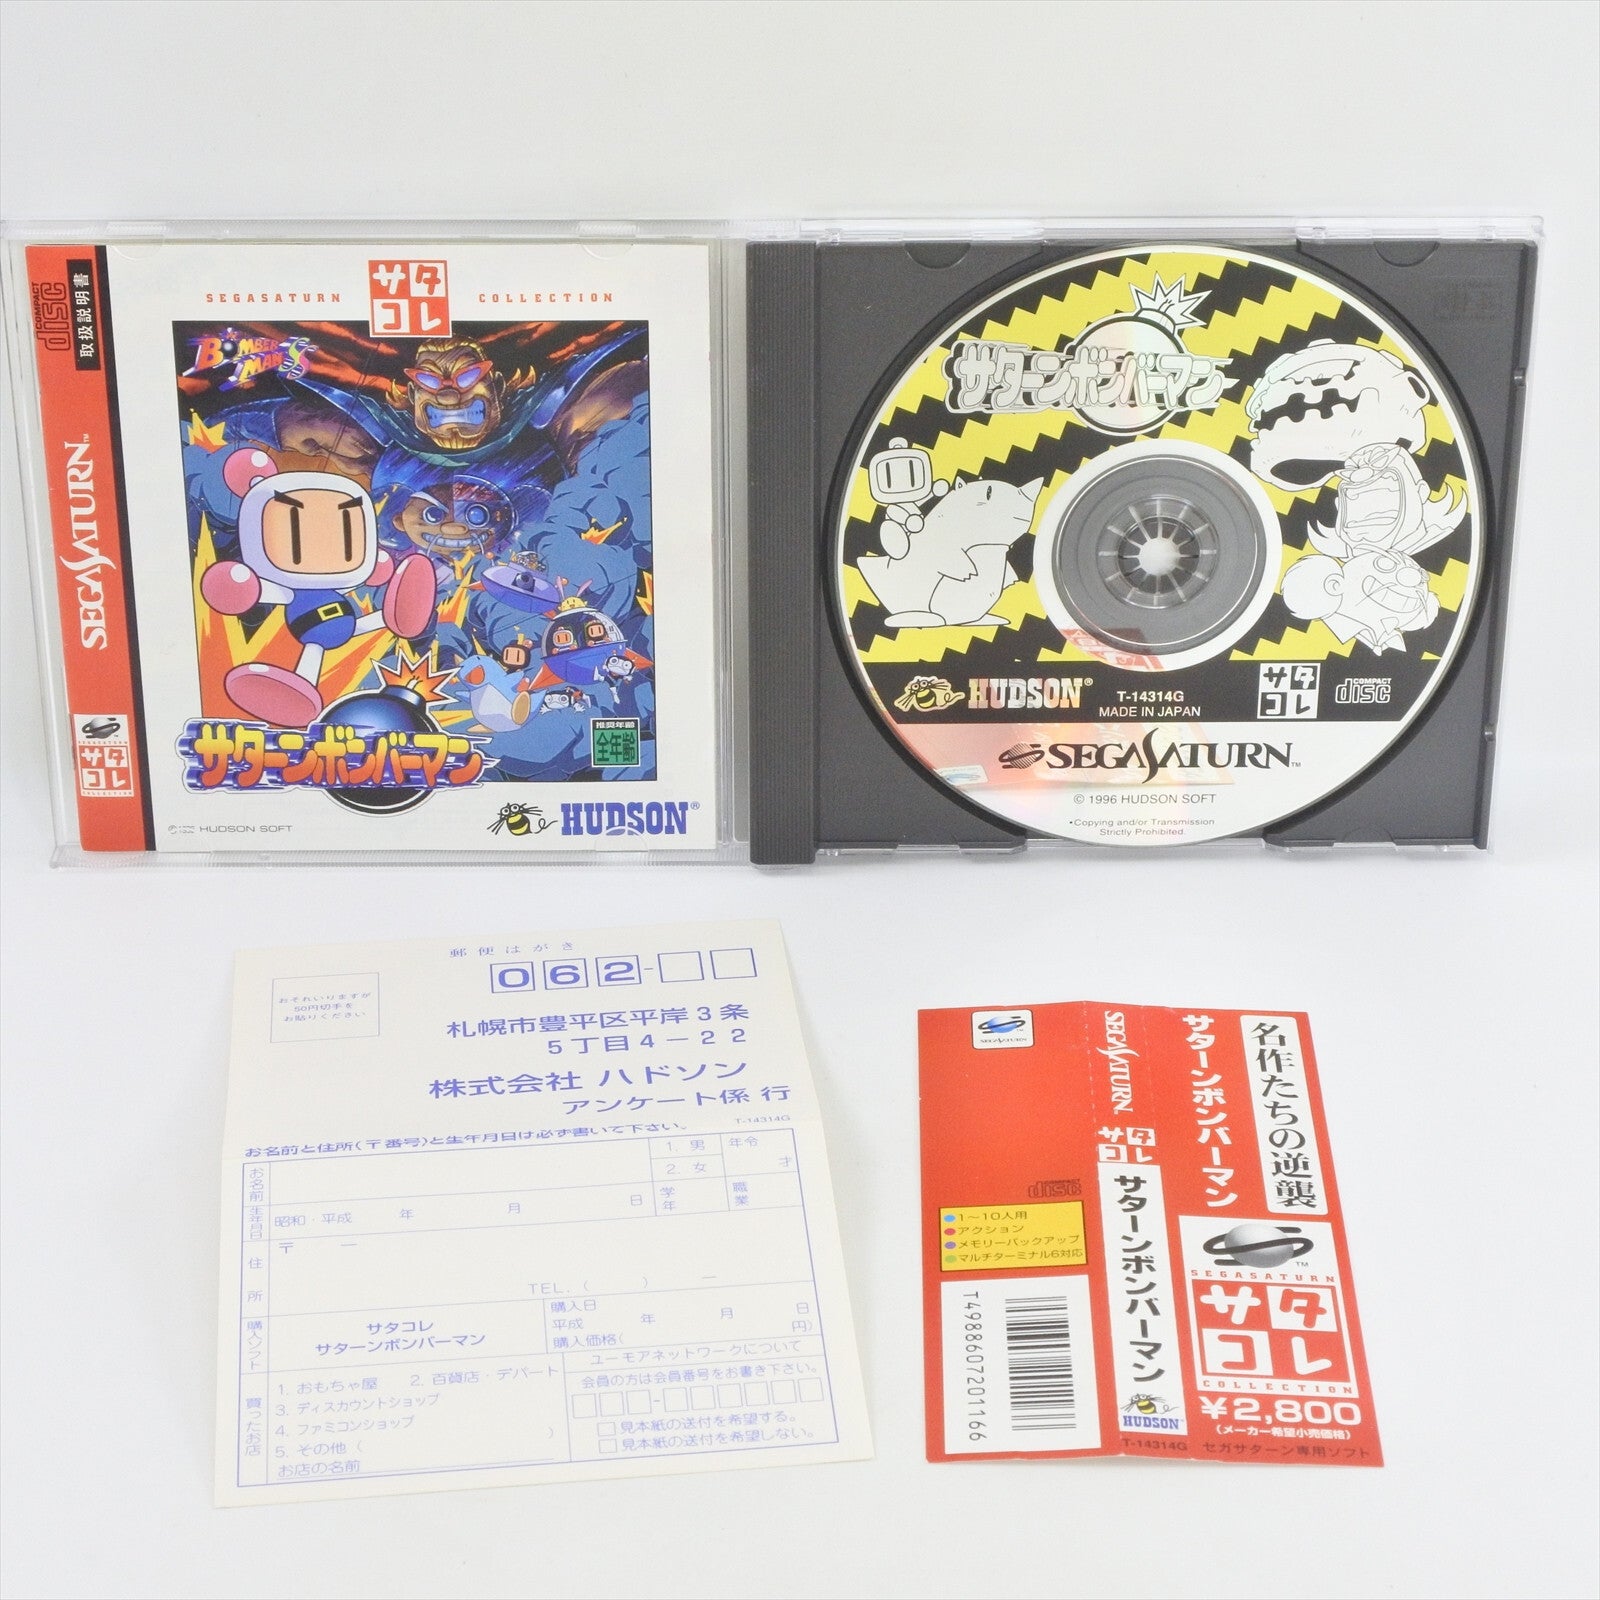 COMPACT
disc
取扱説明書
SEGASATURN
サタコレ
COLLECTION
SEGASATURN
サタコレ
COLLECTION
BOMBERMAN SS
サターンボンバーマン
推奨年齢
全年齢
HUDSON SOFT
HUDSON®
サターンボンバーマン
HUDSON®
T-14314G
MADE IN JAPAN
サタコレ
COMPACT
disc
SEGASATURN™
© 1996 HUDSON SOFT
•Copying and/or Transmission
Strictly Prohibited.
郵便はがき
062-
おそれいりますが
50円切手を
お貼りください
札幌市豊平区平岸3条
5丁目4-22
株式会社 ハドソン
アンケート係 行
T-14314G
お名前と住所(〒番号)と生年月日は必ず書いて下さい。
お名前
1. 男
2. 女
年令
才
生年月日
昭和・平成 年 月 日
学年
職業
住所
〒 ー
TEL. ( ) ー
購入ソフト
サタコレ
サターンボンバーマン
購入日
平成 年 月 日
購入価格( 円)
買ったお店
1. おもちゃ屋 2. 百貨店・デパート
3. ディスカウントショップ
4. ファミコンショップ
5. その他( )
お店の名前
ユーモアネットワークについて
会員の方は会員番号をお書き下さい。
見本紙の送付を希望する。
見本紙の送付を希望しない。
SEGASATURN
disc
1〜10人用
アクション
メモリーバックアップ
マルチターミナル6対応
T4988607201166
SEGASATURN
サタコレ
サターンボンバーマン
HUDSON
T-14314G
サターンボンバーマン
名作たちの逆襲
™
SEGASATURN
サタコレ
COLLECTION
¥2,800
(メーカー希望小売価格)
セガサターン専用ソフト